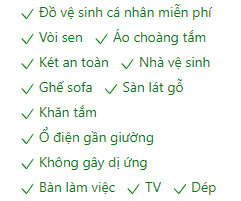 Đồ vệ sinh cá nhân miễn phí
Vòi sen Áo choàng tắm
Két an toàn Nhà vệ sinh
Ghế sofa Sàn lát gỗ
Khăn tắm
Ổ điện gần giường
Không gây dị ứng
Bàn làm việc TV Dép